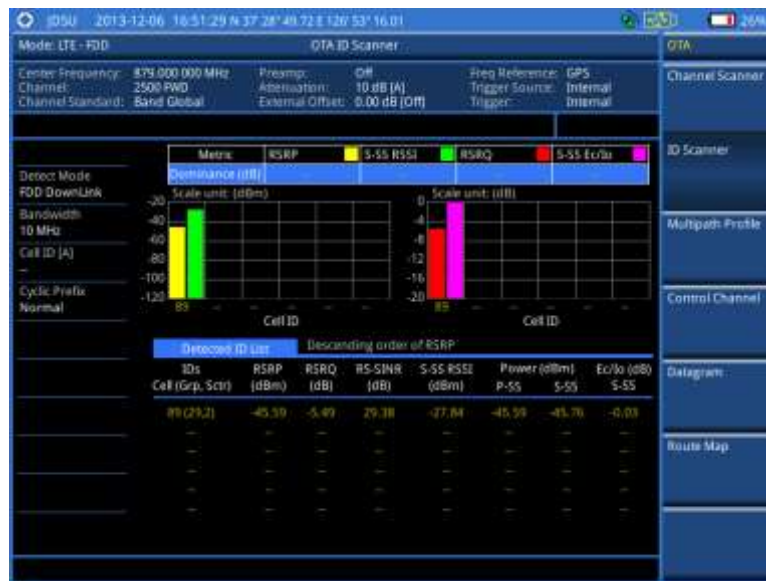 JDSU 2013-12-06 16:51:29 N 37° 28' 49.72 E 126° 53' 16.01 26%
Mode: LTE - FDD OTA ID Scanner OTA
Center Frequency: 879.000 000 MHz Preamp: Off Freq Reference: GPS
Channel: 2500 FWD Attenuation: 10 dB [A] Trigger Source: Internal
Channel Standard: Band Global External Offset: 0.00 dB [Off] Trigger: Internal
Channel Scanner
ID Scanner
Multipath Profile
Control Channel
Datagram
Route Map
Detect Mode
FDD DownLink
Bandwidth
10 MHz
Cell ID [A]
--
Cyclic Prefix
Normal
Metric RSRP S-SS RSSI RSRQ S-SS Ec/Io
Dominance (dB) -- -- -- --
Scale unit: (dBm) Scale unit: (dB)
-20 0
-40 -4
-60 -8
-80 -12
-100 -16
-120 -20
89 -- -- -- -- -- 89 -- -- -- -- --
Cell ID Cell ID
Detected ID List Descending order of RSRP
IDs RSRP RSRQ RS-SINR S-SS RSSI Power (dBm) Ec/Io (dB)
Cell (Grp, Sctr) (dBm) (dB) (dB) (dBm) P-SS S-SS S-SS
89 (29,2) -45.59 -5.49 29.38 -27.84 -45.59 -45.76 -0.03
-- -- -- -- -- -- -- --
-- -- -- -- -- -- -- --
-- -- -- -- -- -- -- --
-- -- -- -- -- -- -- --
-- -- -- -- -- -- -- --